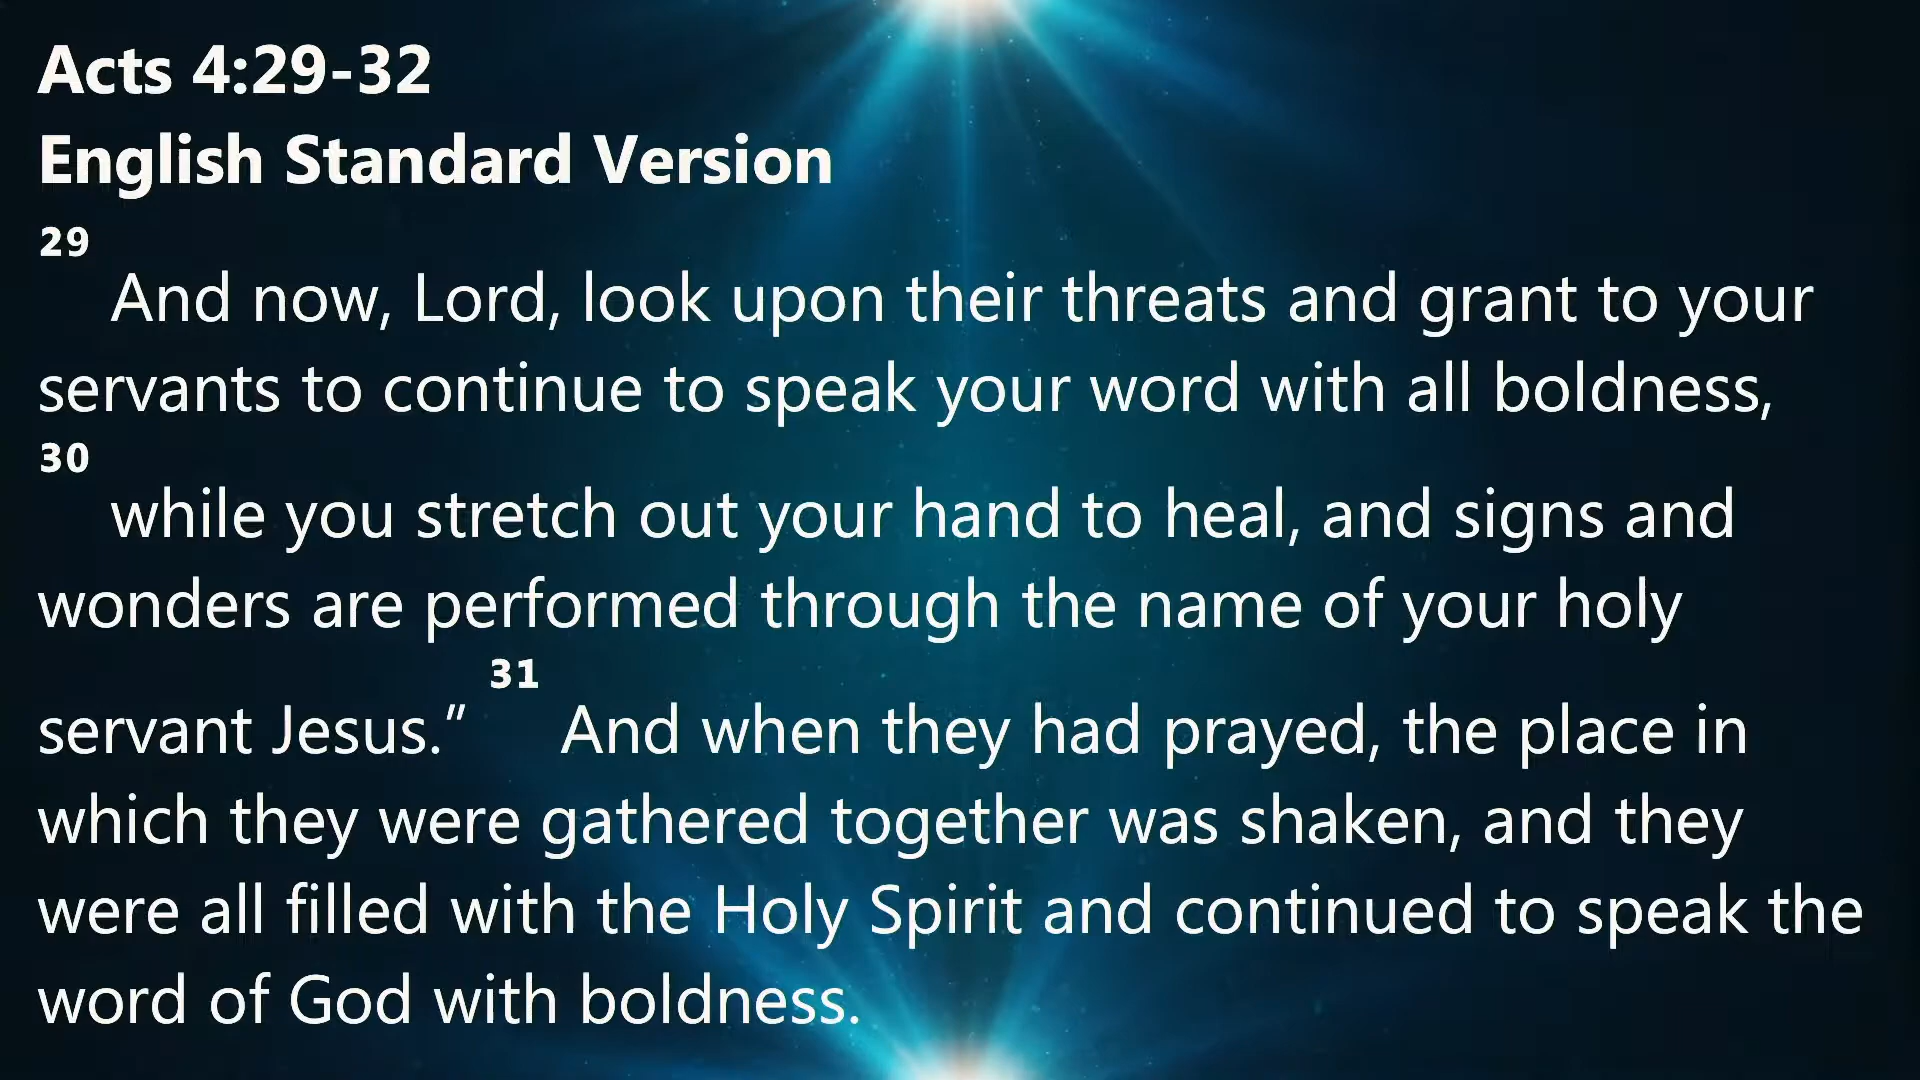 Acts 4:29-32
English Standard Version
29
And now, Lord, look upon their threats and grant to your
servants to continue to speak your word with all boldness,
30
while you stretch out your hand to heal, and signs and
wonders are performed through the name of your holy
servant Jesus.” 31 And when they had prayed, the place in
which they were gathered together was shaken, and they
were all filled with the Holy Spirit and continued to speak the
word of God with boldness.